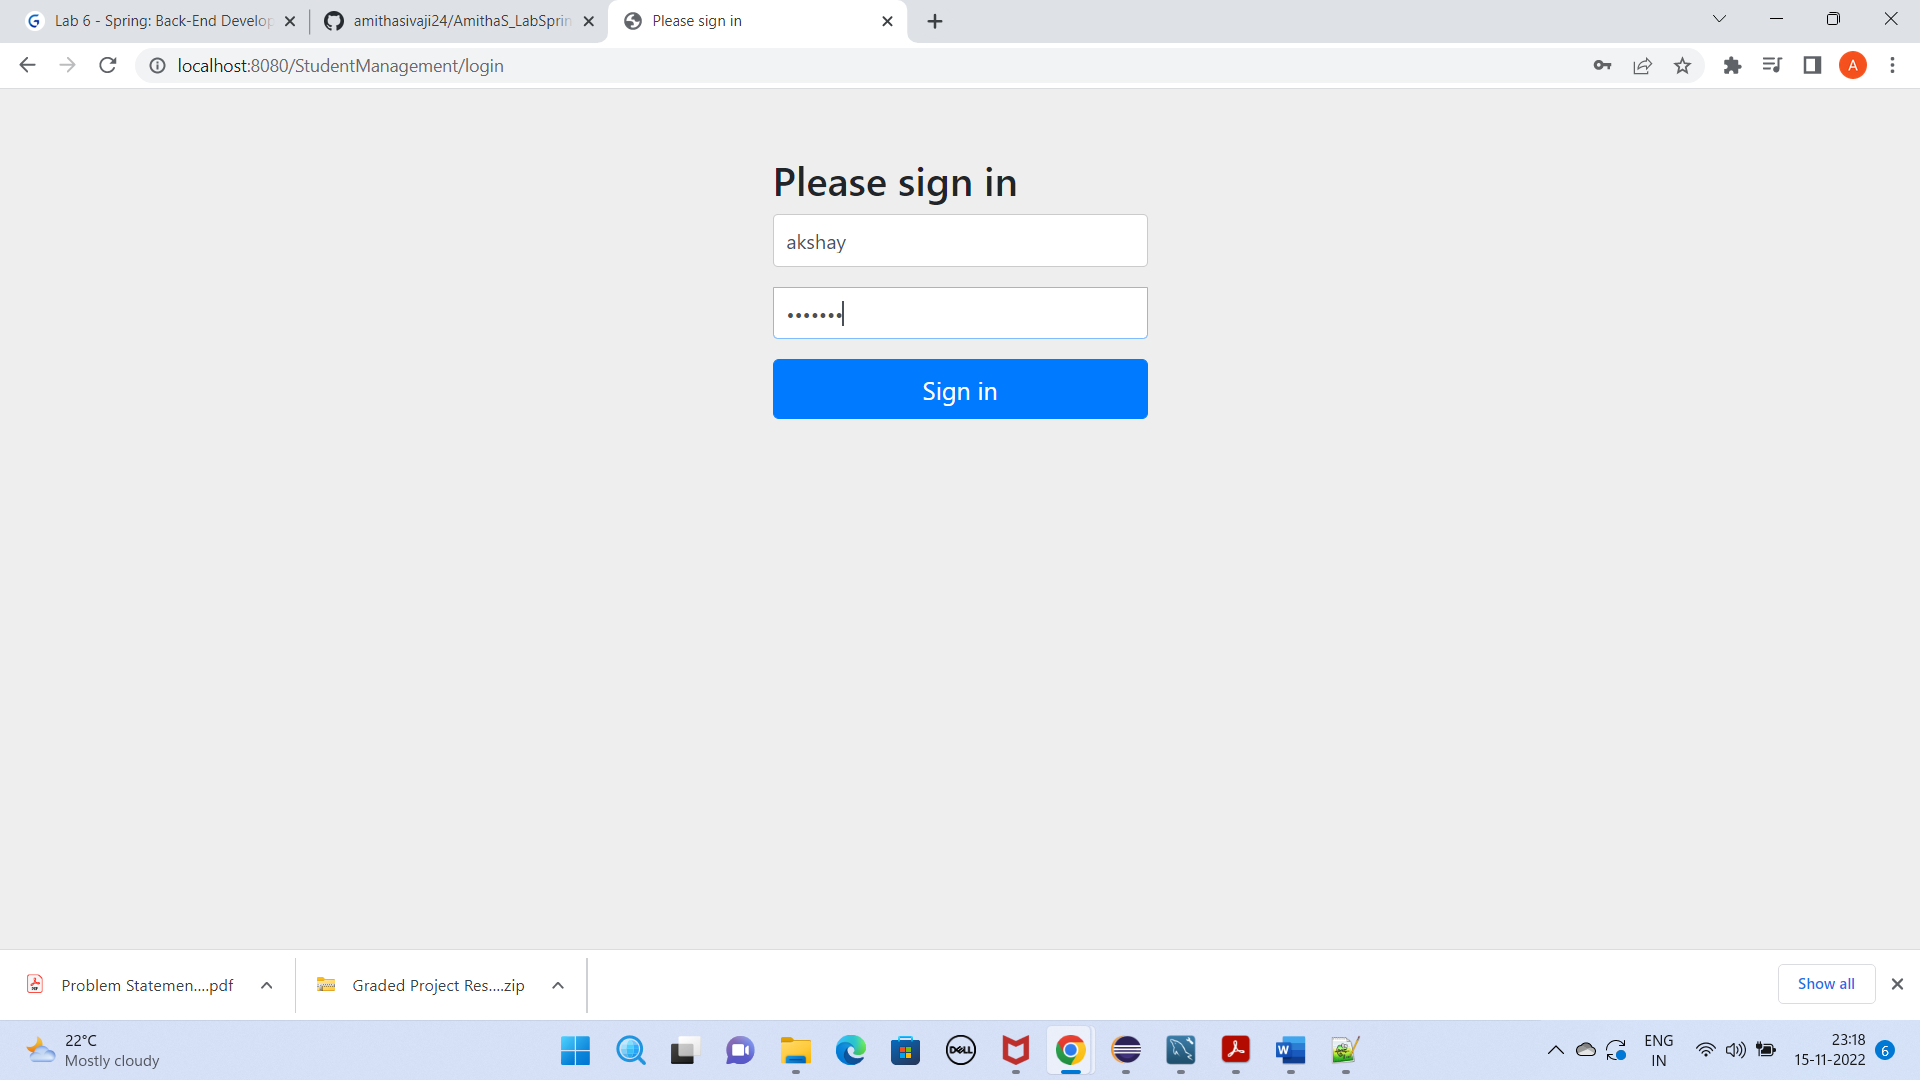 Lab 6 - Spring: Back-End Develop
amithasivaji24/AmithaS_LabSprin
Please sign in
localhost:8080/StudentManagement/login
A
Please sign in
akshay
•••••••
Sign in
Problem Statemen....pdf
Graded Project Res....zip
Show all
22°C
Mostly cloudy
DELL
ENG
IN
23:18
15-11-2022
6